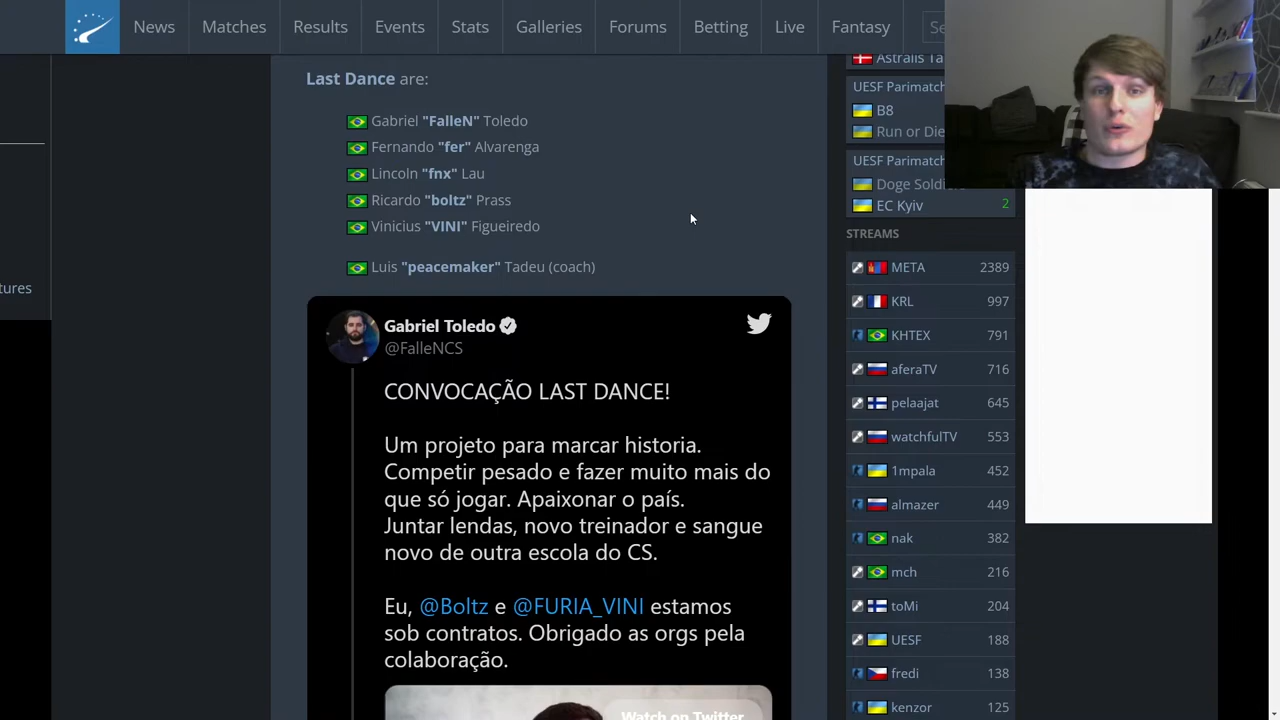 News Matches Results Events Stats Galleries Forums Betting Live Fantasy Se
Last Dance are:
Gabriel "FalleN" Toledo
Fernando "fer" Alvarenga
Lincoln "fnx" Lau
Ricardo "boltz" Prass
Vinicius "VINI" Figueiredo
Luis "peacemaker" Tadeu (coach)
Gabriel Toledo
@FalleNCS
CONVOCAÇÃO LAST DANCE!
Um projeto para marcar historia.
Competir pesado e fazer muito mais do
que só jogar. Apaixonar o país.
Juntar lendas, novo treinador e sangue
novo de outra escola do CS.
Eu, @Boltz e @FURIA_VINI estamos
sob contratos. Obrigado as orgs pela
colaboração.
Watch on Twitter
tures
Astralis Ta
UESF Parimatch
B8
Run or Die
UESF Parimatch
Doge Soldi
EC Kyiv 2
STREAMS
META 2389
KRL 997
KHTEX 791
aferaTV 716
pelaajat 645
watchfulTV 553
1mpala 452
almazer 449
nak 382
mch 216
toMi 204
UESF 188
fredi 138
kenzor 125